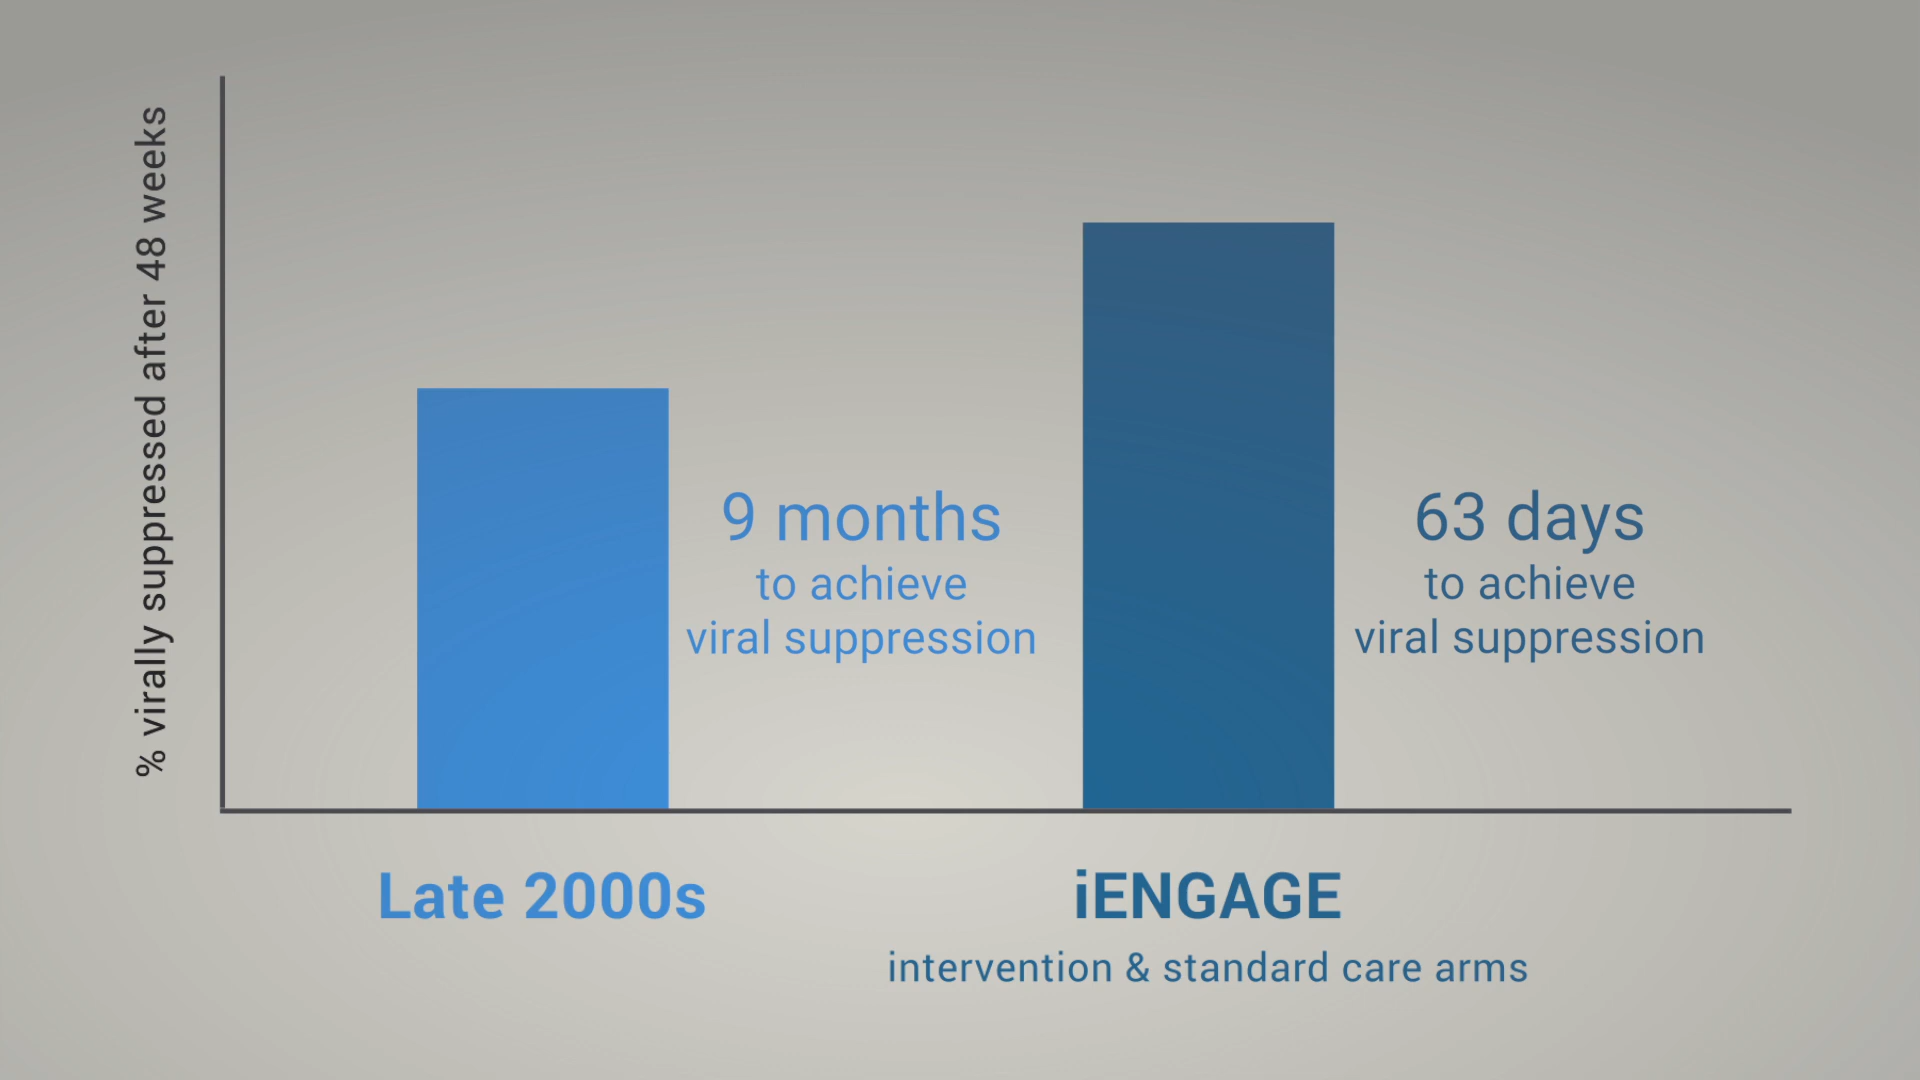 % virally suppressed after 48 weeks
9 months
to achieve
viral suppression
63 days
to achieve
viral suppression
Late 2000s
iENGAGE
intervention & standard care arms